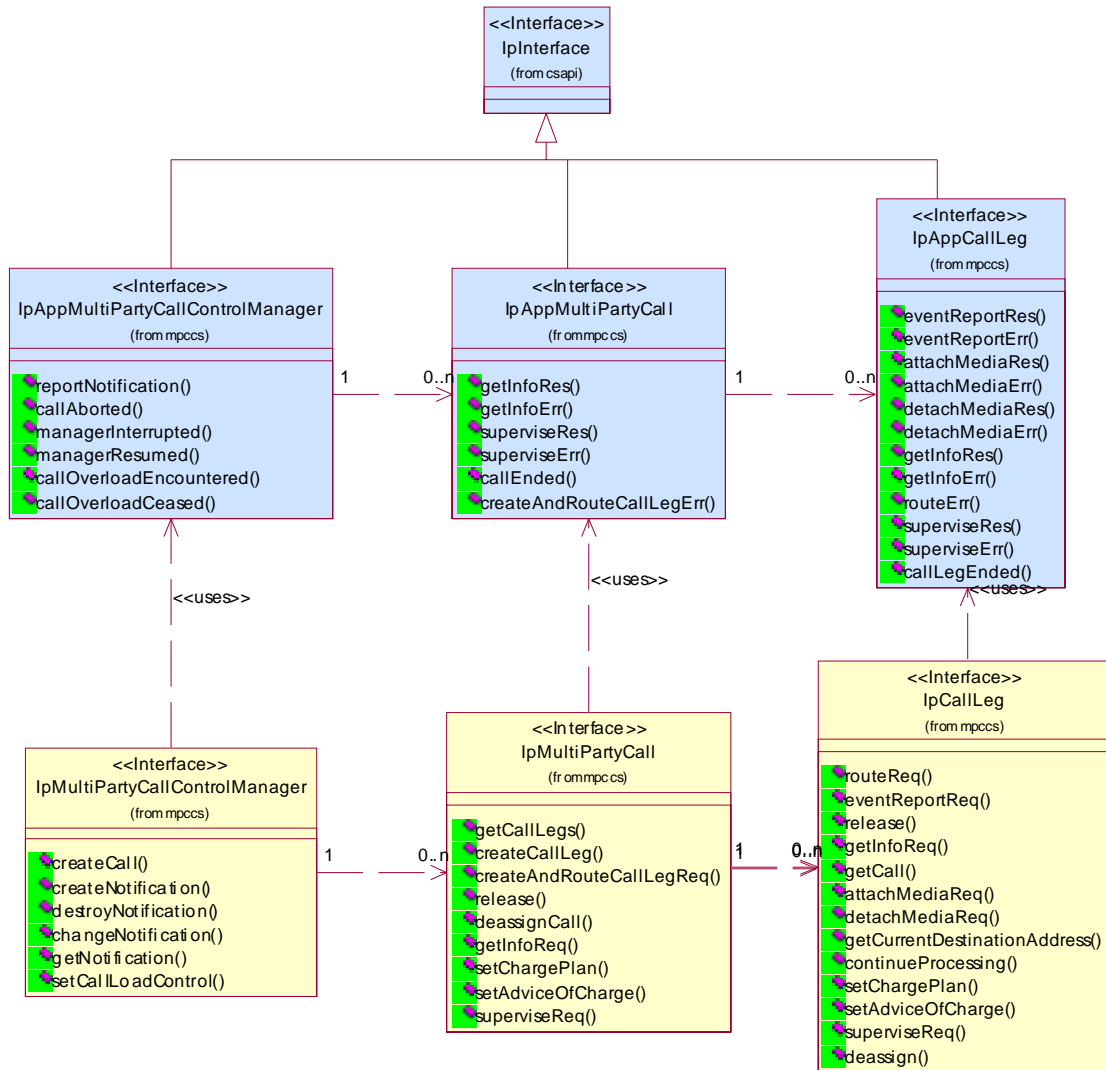 <<Interface>>
IpInterface
(from csapi)
<<Interface>>
IpAppMultiPartyCallControlManager
(from mpccs)
reportNotification()
callAborted()
managerInterrupted()
managerResumed()
callOverloadEncountered()
callOverloadCeased()
1
0..n
<<Interface>>
IpAppMultiPartyCall
(from mpccs)
getInfoRes()
getInfoErr()
superviseRes()
superviseErr()
callEnded()
createAndRouteCallLegErr()
1
0..n
<<Interface>>
IpAppCallLeg
(from mpccs)
eventReportRes()
eventReportErr()
attachMediaRes()
attachMediaErr()
detachMediaRes()
detachMediaErr()
getInfoRes()
getInfoErr()
routeErr()
superviseRes()
superviseErr()
callLegEnded()
<<uses>>
<<uses>>
<<uses>>
<<Interface>>
IpMultiPartyCallControlManager
(from mpccs)
createCall()
createNotification()
destroyNotification()
changeNotification()
getNotification()
setCallLoadControl()
1
0..n
<<Interface>>
IpMultiPartyCall
(from mpccs)
getCallLegs()
createCallLeg()
createAndRouteCallLegReq()
release()
deassignCall()
getInfoReq()
setChargePlan()
setAdviceOfCharge()
superviseReq()
1
1
0..n
0..n
<<Interface>>
IpCallLeg
(from mpccs)
routeReq()
eventReportReq()
release()
getInfoReq()
getCall()
attachMediaReq()
detachMediaReq()
getCurrentDestinationAddress()
continueProcessing()
setChargePlan()
setAdviceOfCharge()
superviseReq()
deassign()